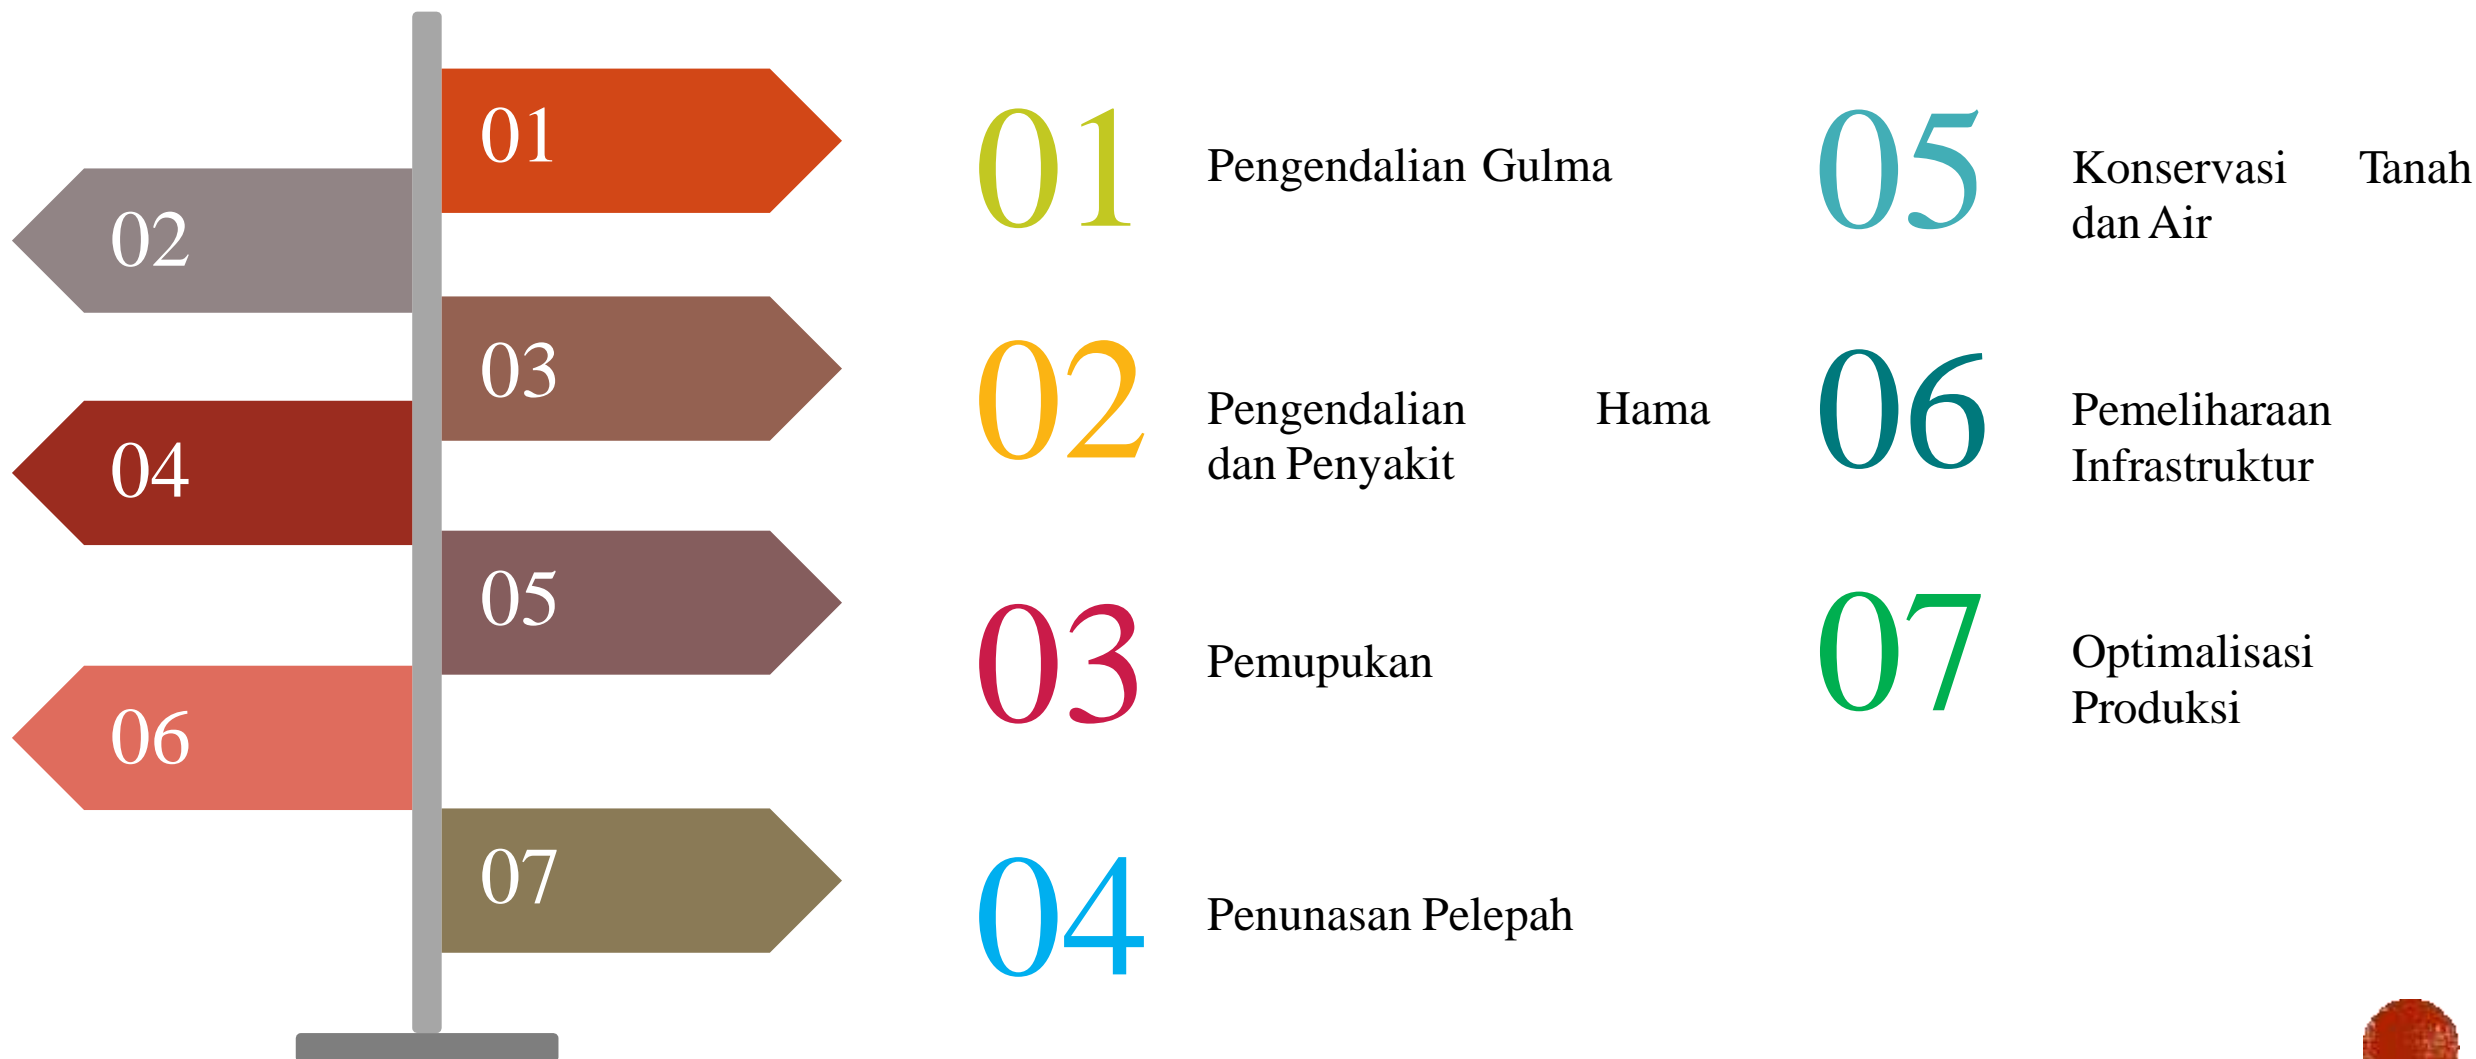 01
02
03
04
05
06
07
01
Pengendalian Gulma
02
Pengendalian Hama
dan Penyakit
03
Pemupukan
04
Penunasan Pelepah
05
Konservasi Tanah
dan Air
06
Pemeliharaan
Infrastruktur
07
Optimalisasi
Produksi